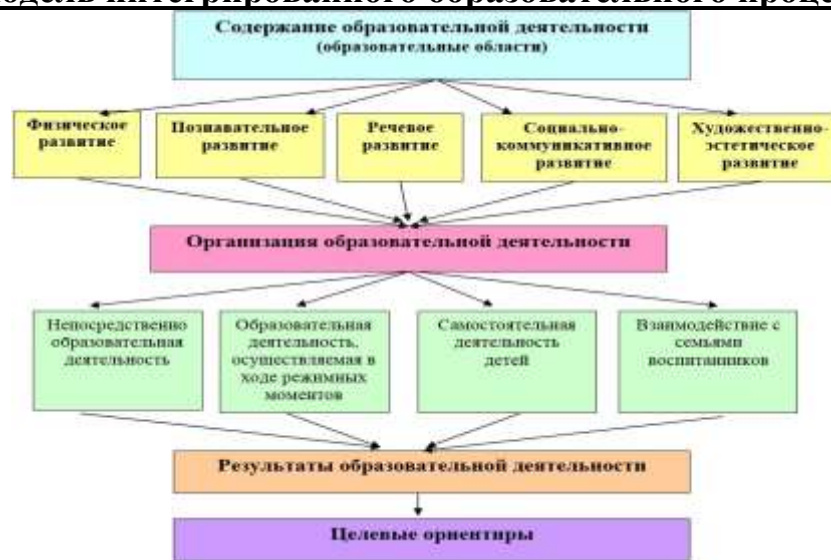 интегрированного образовательного
Содержание образовательной деятельности
(образовательные области)
Физическое
развитие
Познавательное
развитие
Речевое
развитие
Социально-
коммуникативное
развитие
Художественно-
эстетическое
развитие
Организация образовательной деятельности
Непосредственно
образовательная
деятельность
Образовательная
деятельность,
осуществляемая в
ходе режимных
моментов
Самостоятельная
деятельность
детей
Взаимодействие с
семьями
воспитанников
Результаты образовательной деятельности
Целевые ориентиры